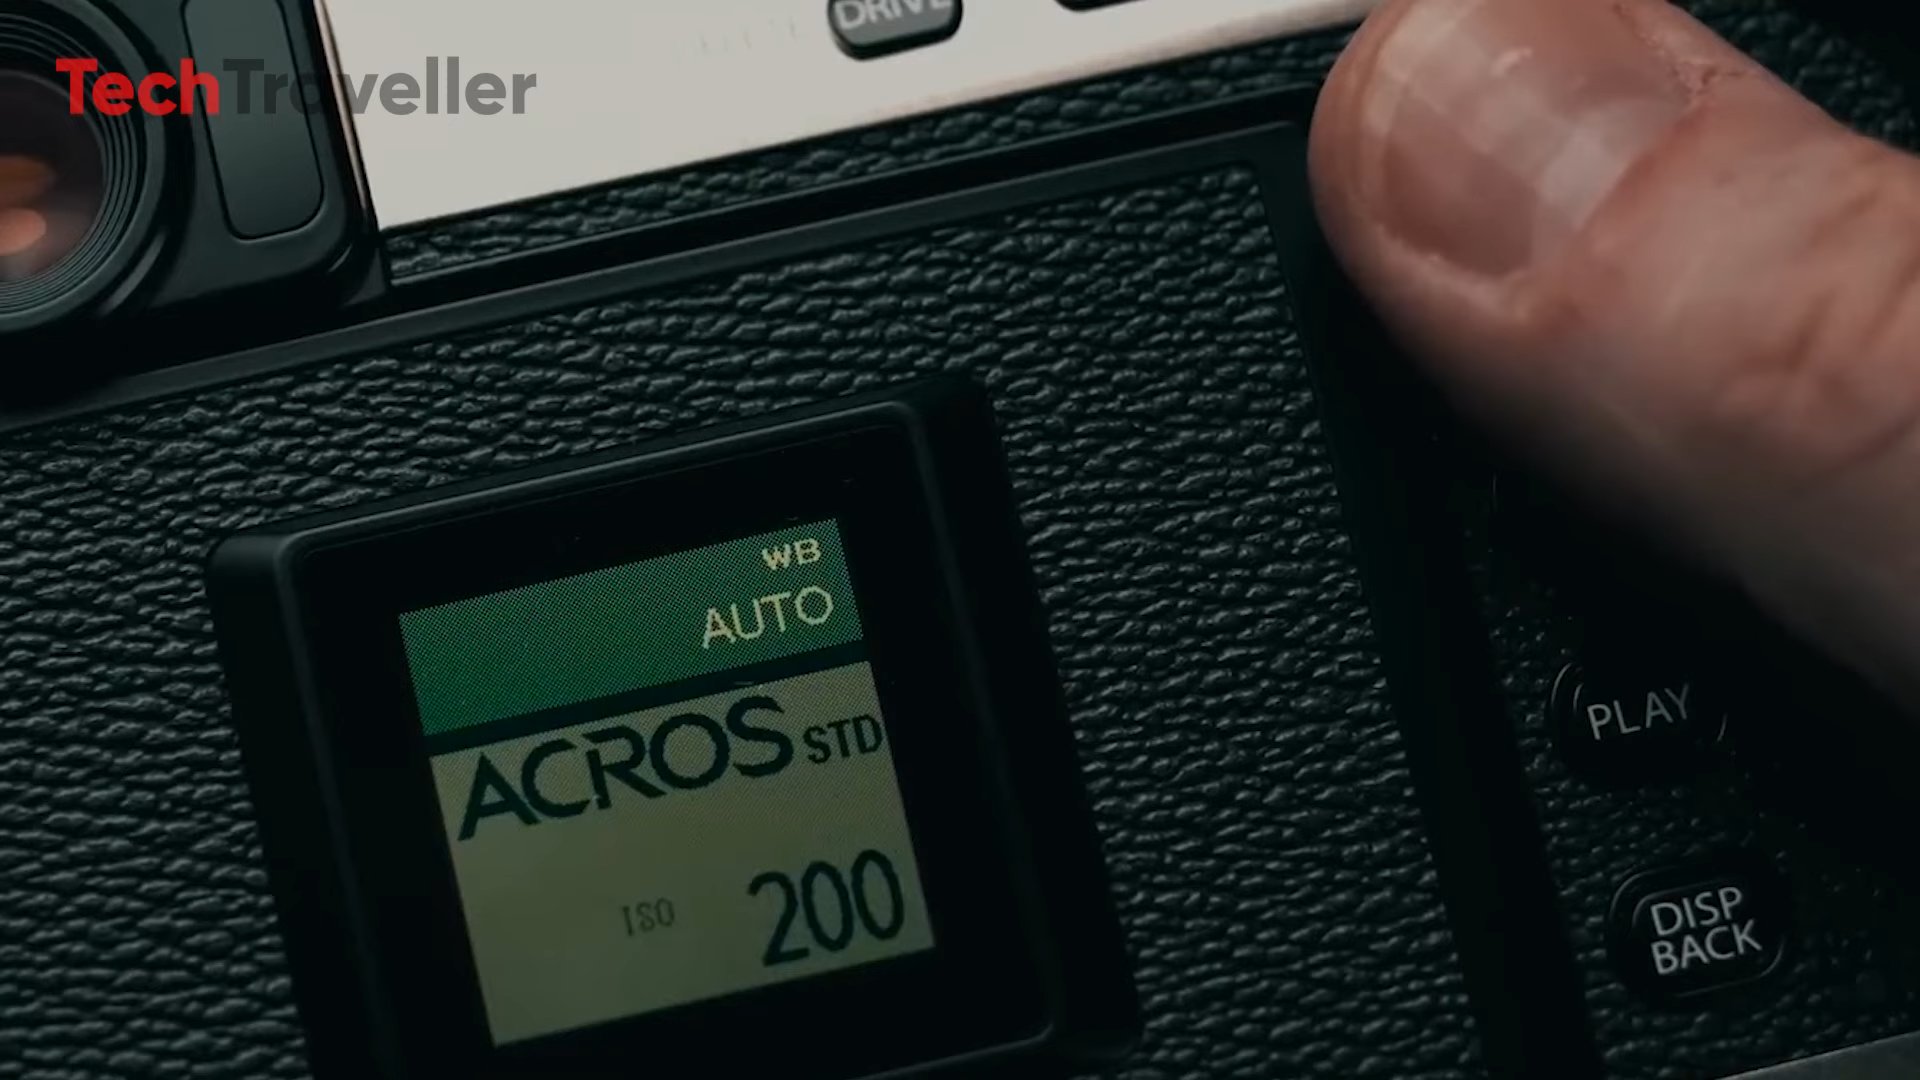 DRIVE
TechTraveller
WB
AUTO
ACROS STD
ISO 200
PLAY
DISP
BACK